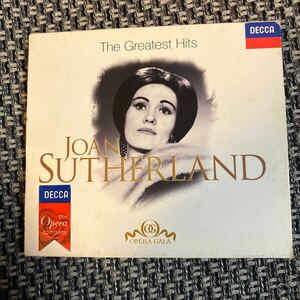 The Greatest Hits
DECCA
JOAN
SUTHERLAND
DECCA
the
Opera
company
OPERA GALA